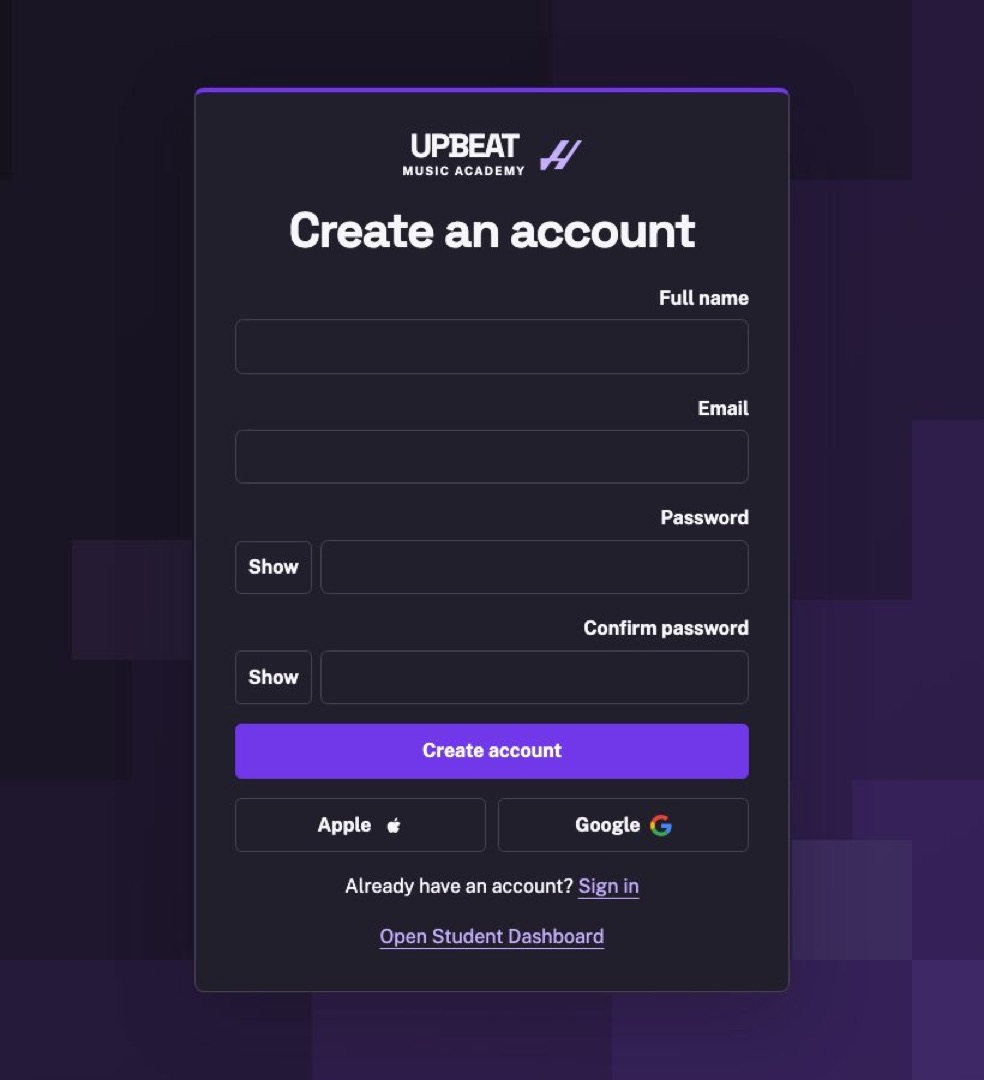 UPBEAT
MUSIC ACADEMY
Create an account
Full name
Email
Password
Show
Confirm password
Show
Create account
Apple Google
Already have an account? Sign in
Open Student Dashboard